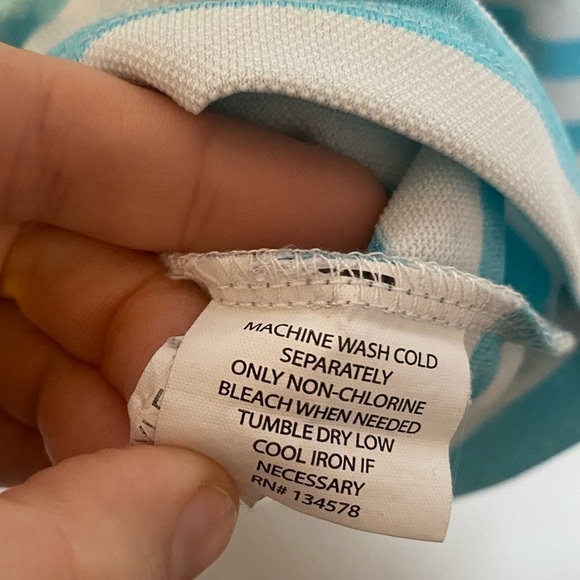 MACHINE WASH COLD
SEPARATELY
ONLY NON-CHLORINE
BLEACH WHEN NEEDED
TUMBLE DRY LOW
COOL IRON IF
NECESSARY
RN# 134578